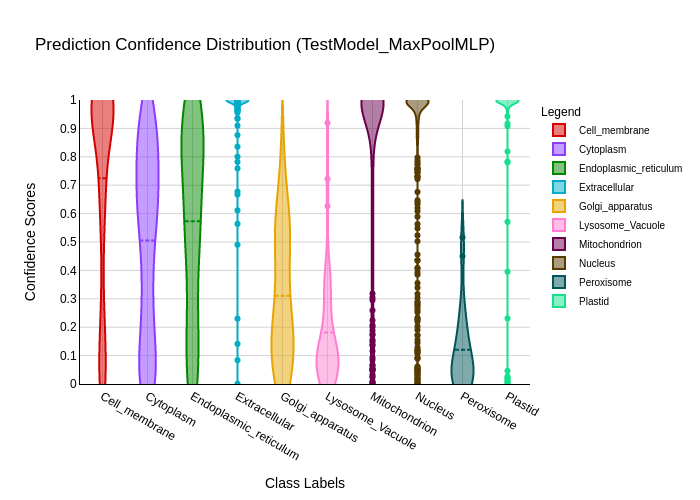 Prediction Confidence Distribution (TestModel_MaxPoolMLP)
Confidence Scores
1
0.9
0.8
0.7
0.6
0.5
0.4
0.3
0.2
0.1
0
Cell_membrane
Cytoplasm
Endoplasmic_reticulum
Extracellular
Golgi_apparatus
Lysosome_Vacuole
Mitochondrion
Nucleus
Peroxisome
Plastid
Class Labels
Legend
Cell_membrane
Cytoplasm
Endoplasmic_reticulum
Extracellular
Golgi_apparatus
Lysosome_Vacuole
Mitochondrion
Nucleus
Peroxisome
Plastid